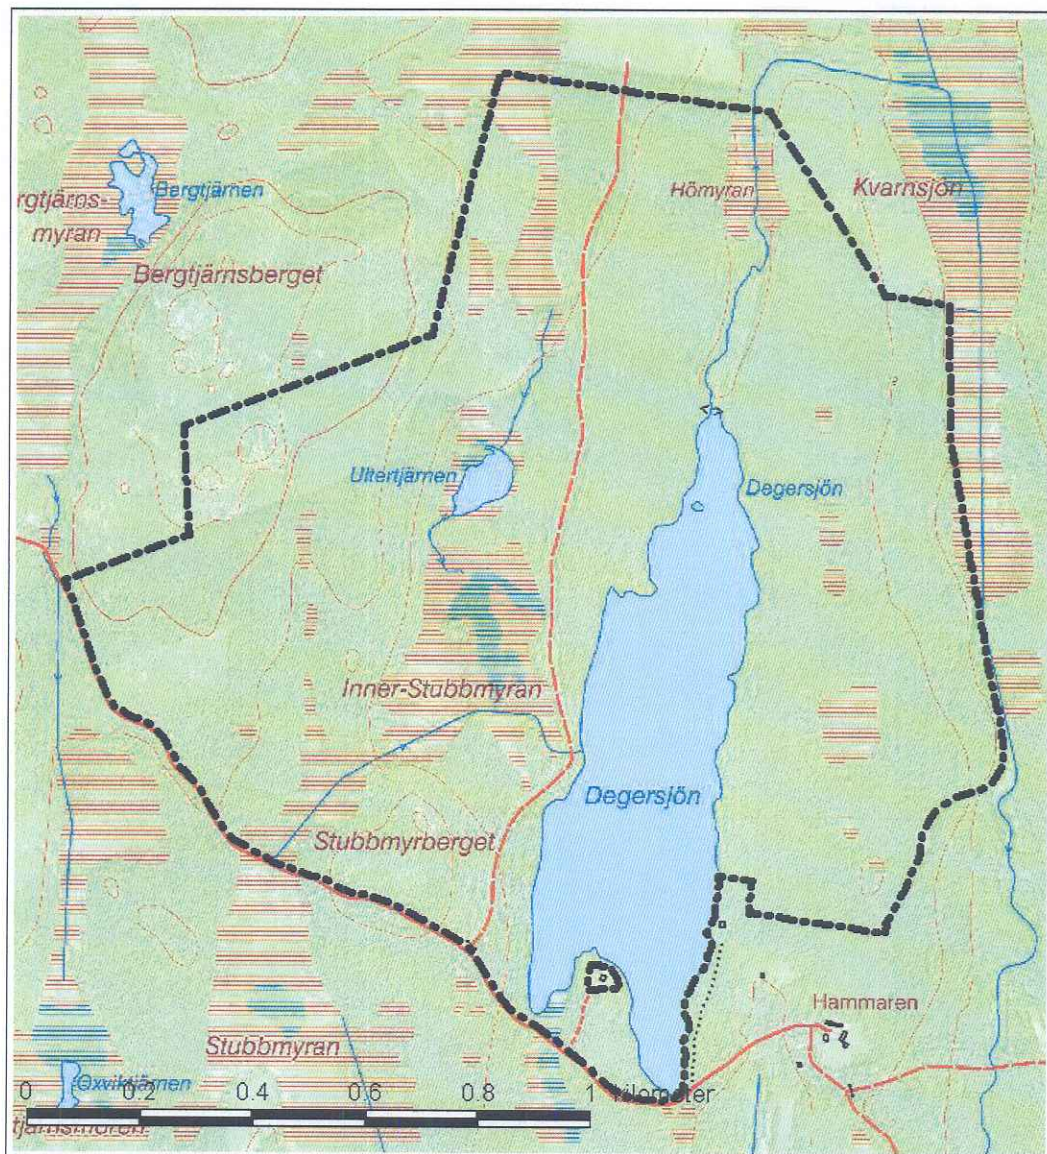 Bergtjärnen
rgtjärns-
myran
Bergtjärnsberget
Hömyran
Kvarnsjön
Ultertjärnen
Degersjön
Inner-Stubbmyran
Degersjön
Stubbmyrberget
Hammaren
Stubbmyran
Oxviktjärnen
0 0.2 0.4 0.6 0.8 1 kilometer
tjärnsmoren